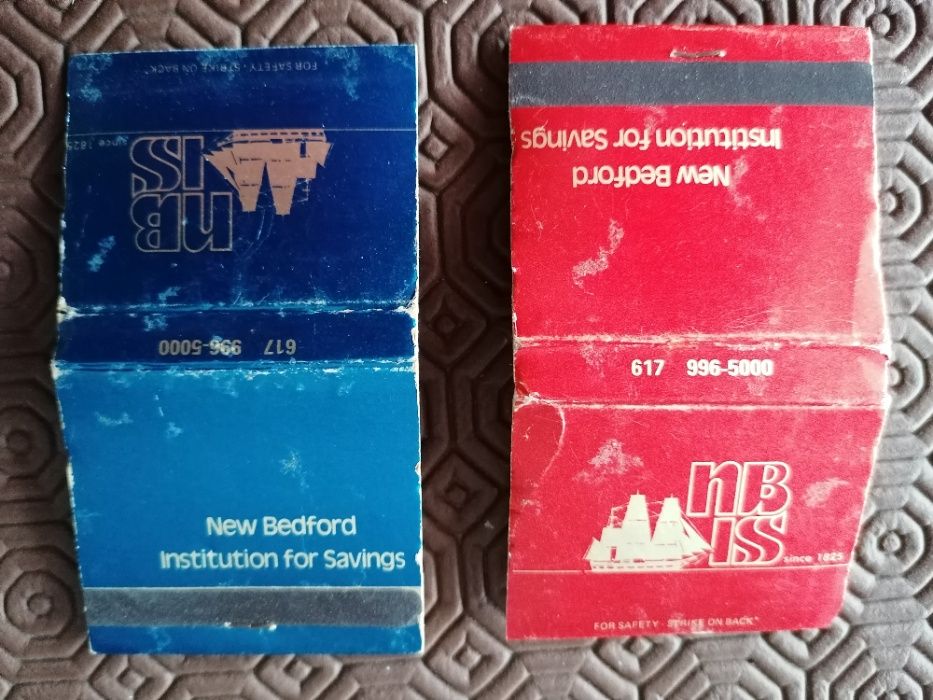 FOR SAFETY · STRIKE ON BACK
NB
IS
since 1825
617 996-5000
New Bedford
Institution for Savings
New Bedford
Institution for Savings
617 996-5000
NB
IS
since 1825
FOR SAFETY · STRIKE ON BACK